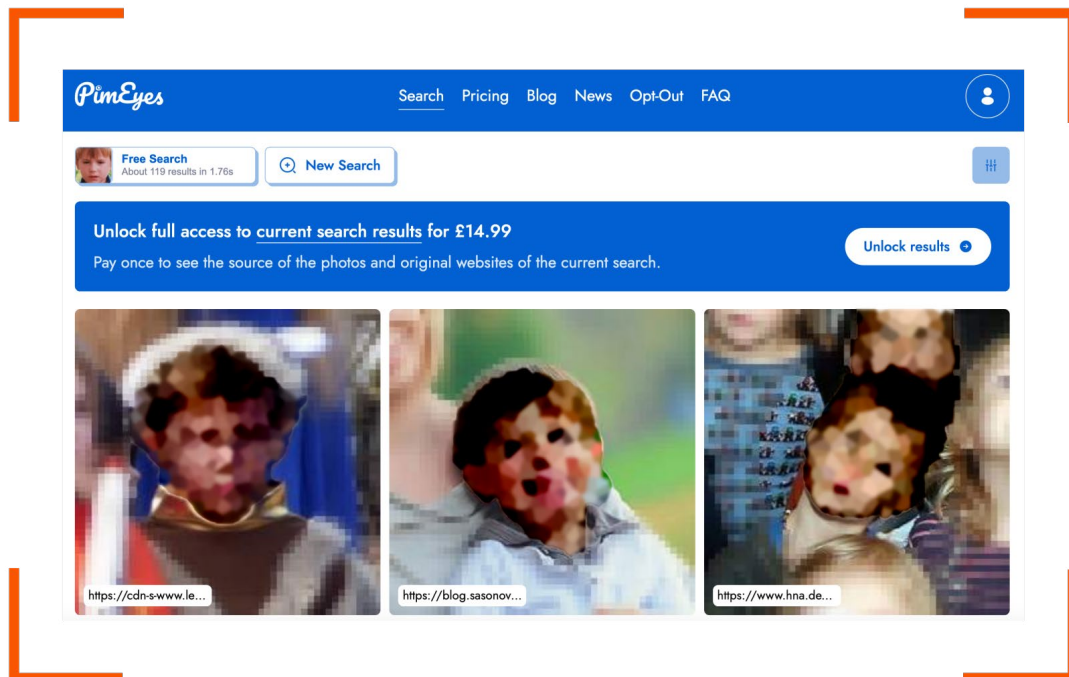 PimEyes
Search Pricing Blog News Opt-Out FAQ
Free Search
About 119 results in 1.76s
New Search
Unlock full access to current search results for £14.99
Pay once to see the source of the photos and original websites of the current search.
Unlock results
https://cdn-s-www.le...
https://blog.sasonov...
https://www.hna.de...